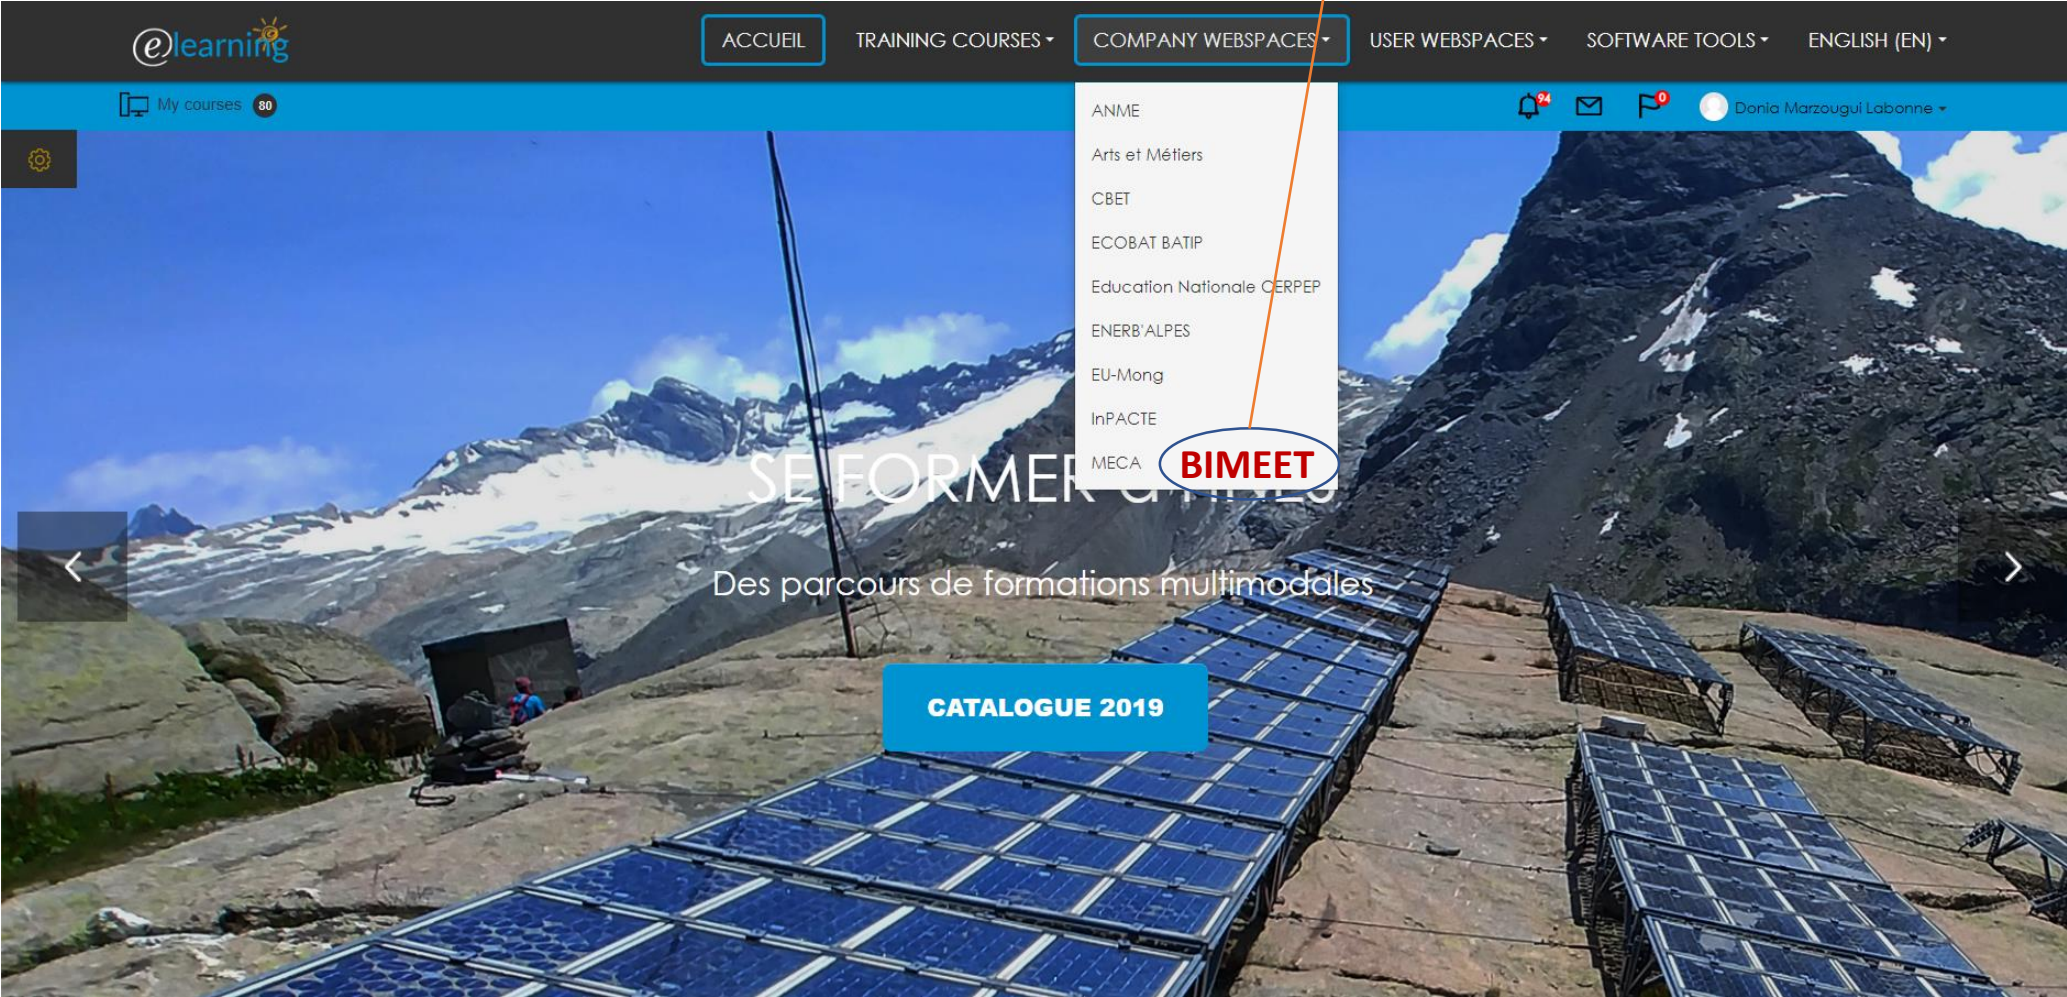 elearning
ACCUEIL
TRAINING COURSES
COMPANY WEBSPACES
USER WEBSPACES
SOFTWARE TOOLS
ENGLISH (EN)
My courses 80
94
0
Donia Marzougui Labonne
ANME
Arts et Métiers
CBET
ECOBAT BATIP
Education Nationale CERPEP
ENERB'ALPES
EU-Mong
InPACTE
MECA
BIMEET
SE FORMER
Des parcours de formations multimodales
CATALOGUE 2019